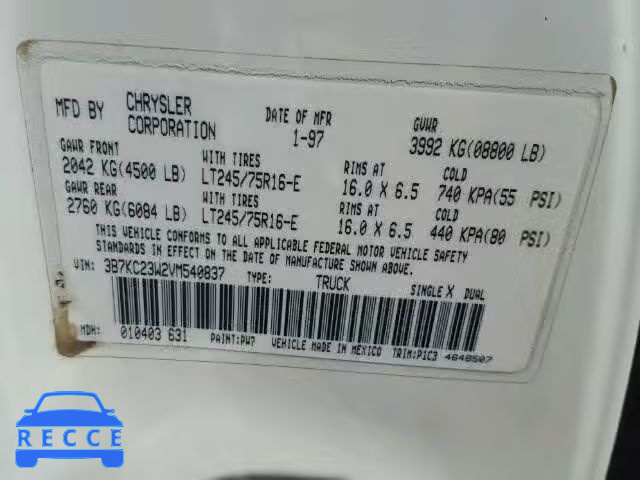 MFD BY CHRYSLER CORPORATION DATE OF MFR 1-97 GVWR 3992 KG(08800 LB)
GAWR FRONT WITH TIRES RIMS AT COLD
2042 KG(4500 LB) LT245/75R16-E 16.0 X 6.5 740 KPA(55 PSI)
GAWR REAR WITH TIRES RIMS AT COLD
2760 KG(6084 LB) LT245/75R16-E 16.0 X 6.5 440 KPA(80 PSI)
THIS VEHICLE CONFORMS TO ALL APPLICABLE FEDERAL MOTOR VEHICLE SAFETY
STANDARDS IN EFFECT ON THE DATE OF MANUFACTURE SHOWN ABOVE.
VIN: 3B7KC23W2VM540837 TYPE: TRUCK SINGLE X DUAL
MDH: 010403 631 PAINT:PW7 VEHICLE MADE IN MEXICO TRIM:P1C3 4648507
RECCE